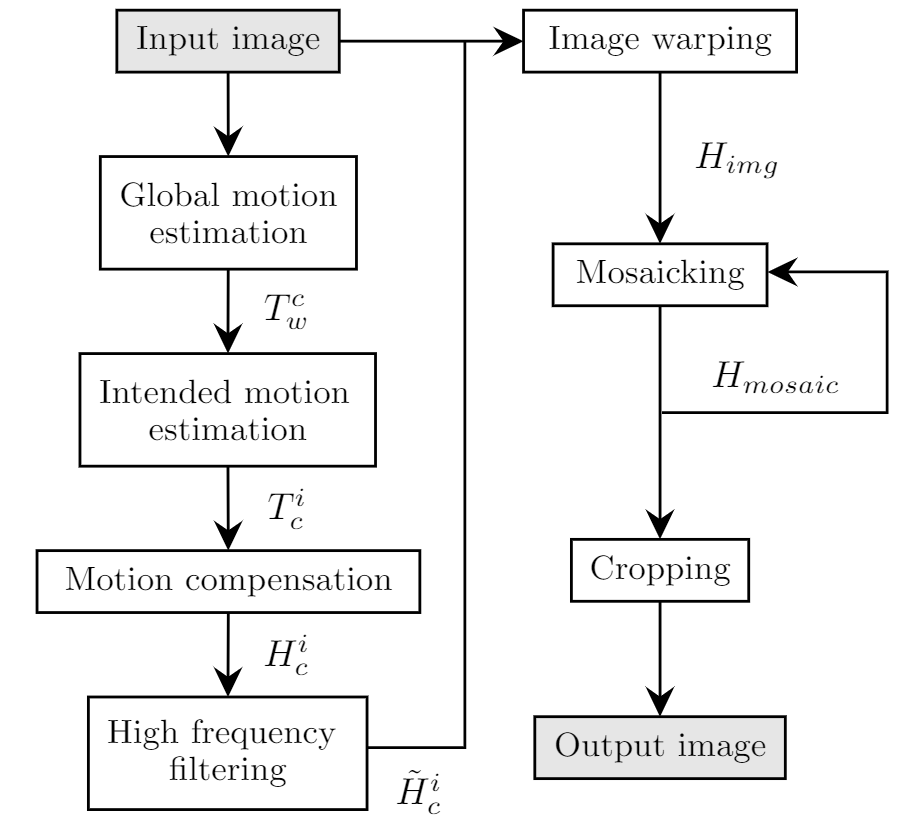 Input image
Global motion
estimation
$T_w^c$
Intended motion
estimation
$T_c^i$
Motion compensation
$H_c^i$
High frequency
filtering
$\tilde{H}_c^i$
Image warping
$H_{img}$
Mosaicking
$H_{mosaic}$
Cropping
Output image